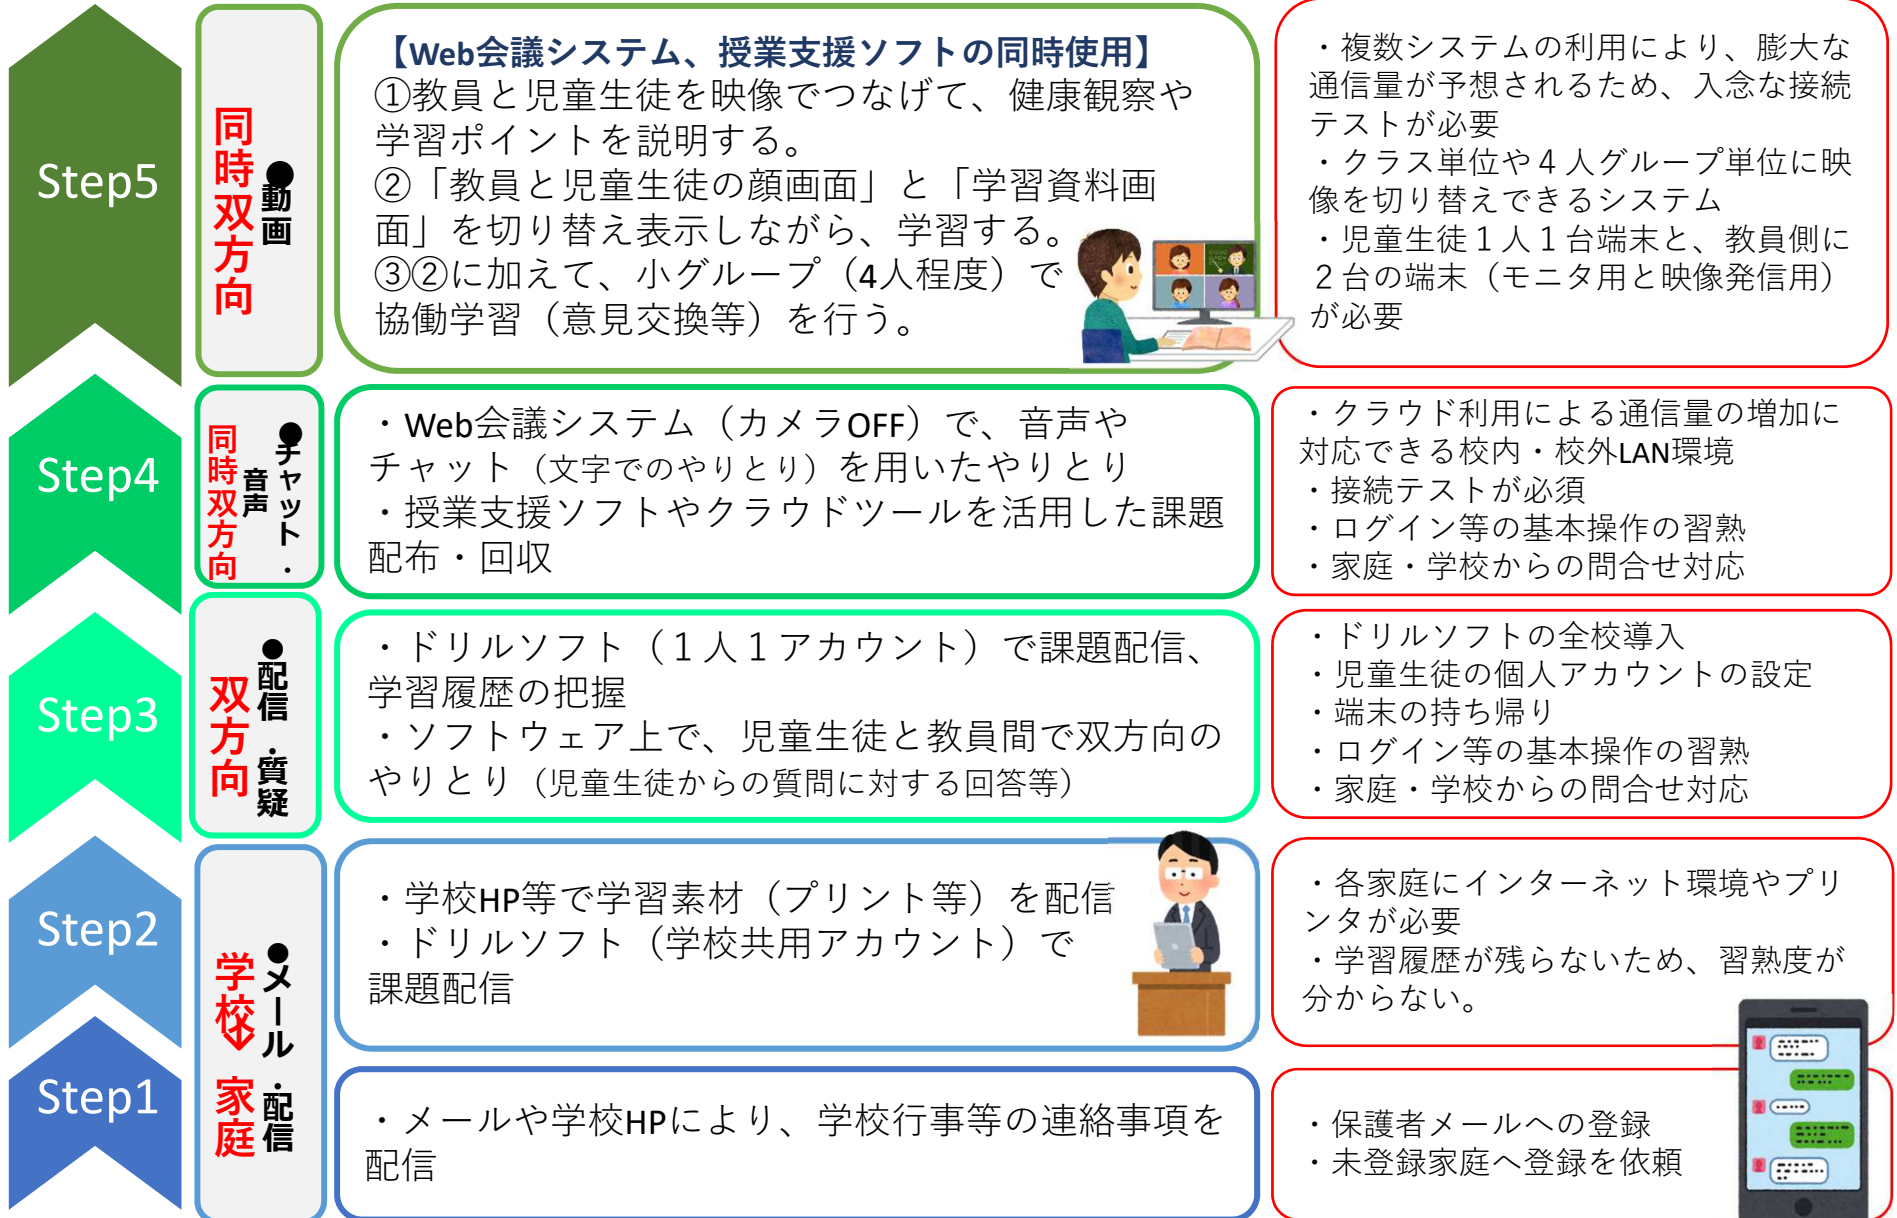 Step5
同時双方向
●動画
【Web会議システム、授業支援ソフトの同時使用】
①教員と児童生徒を映像でつなげて、健康観察や
学習ポイントを説明する。
②「教員と児童生徒の顔画面」と「学習資料画
面」を切り替え表示しながら、学習する。
③②に加えて、小グループ（4人程度）で
協働学習（意見交換等）を行う。
・複数システムの利用により、膨大な
通信量が予想されるため、入念な接続
テストが必要
・クラス単位や４人グループ単位に映
像を切り替えできるシステム
・児童生徒１人１台端末と、教員側に
２台の端末（モニタ用と映像発信用）
が必要
Step4
同時双方向
●チャット・
音声
・Web会議システム（カメラOFF）で、音声や
チャット（文字でのやりとり）を用いたやりとり
・授業支援ソフトやクラウドツールを活用した課題
配布・回収
・クラウド利用による通信量の増加に
対応できる校内・校外LAN環境
・接続テストが必須
・ログイン等の基本操作の習熟
・家庭・学校からの問合せ対応
Step3
双方向
●配信・質疑
・ドリルソフト（１人１アカウント）で課題配信、
学習履歴の把握
・ソフトウェア上で、児童生徒と教員間で双方向の
やりとり（児童生徒からの質問に対する回答等）
・ドリルソフトの全校導入
・児童生徒の個人アカウントの設定
・端末の持ち帰り
・ログイン等の基本操作の習熟
・家庭・学校からの問合せ対応
Step2
学校→家庭
●メール・配信
・学校HP等で学習素材（プリント等）を配信
・ドリルソフト（学校共用アカウント）で
課題配信
・各家庭にインターネット環境やプリ
ンタが必要
・学習履歴が残らないため、習熟度が
分からない。
Step1
・メールや学校HPにより、学校行事等の連絡事項を
配信
・保護者メールへの登録
・未登録家庭へ登録を依頼